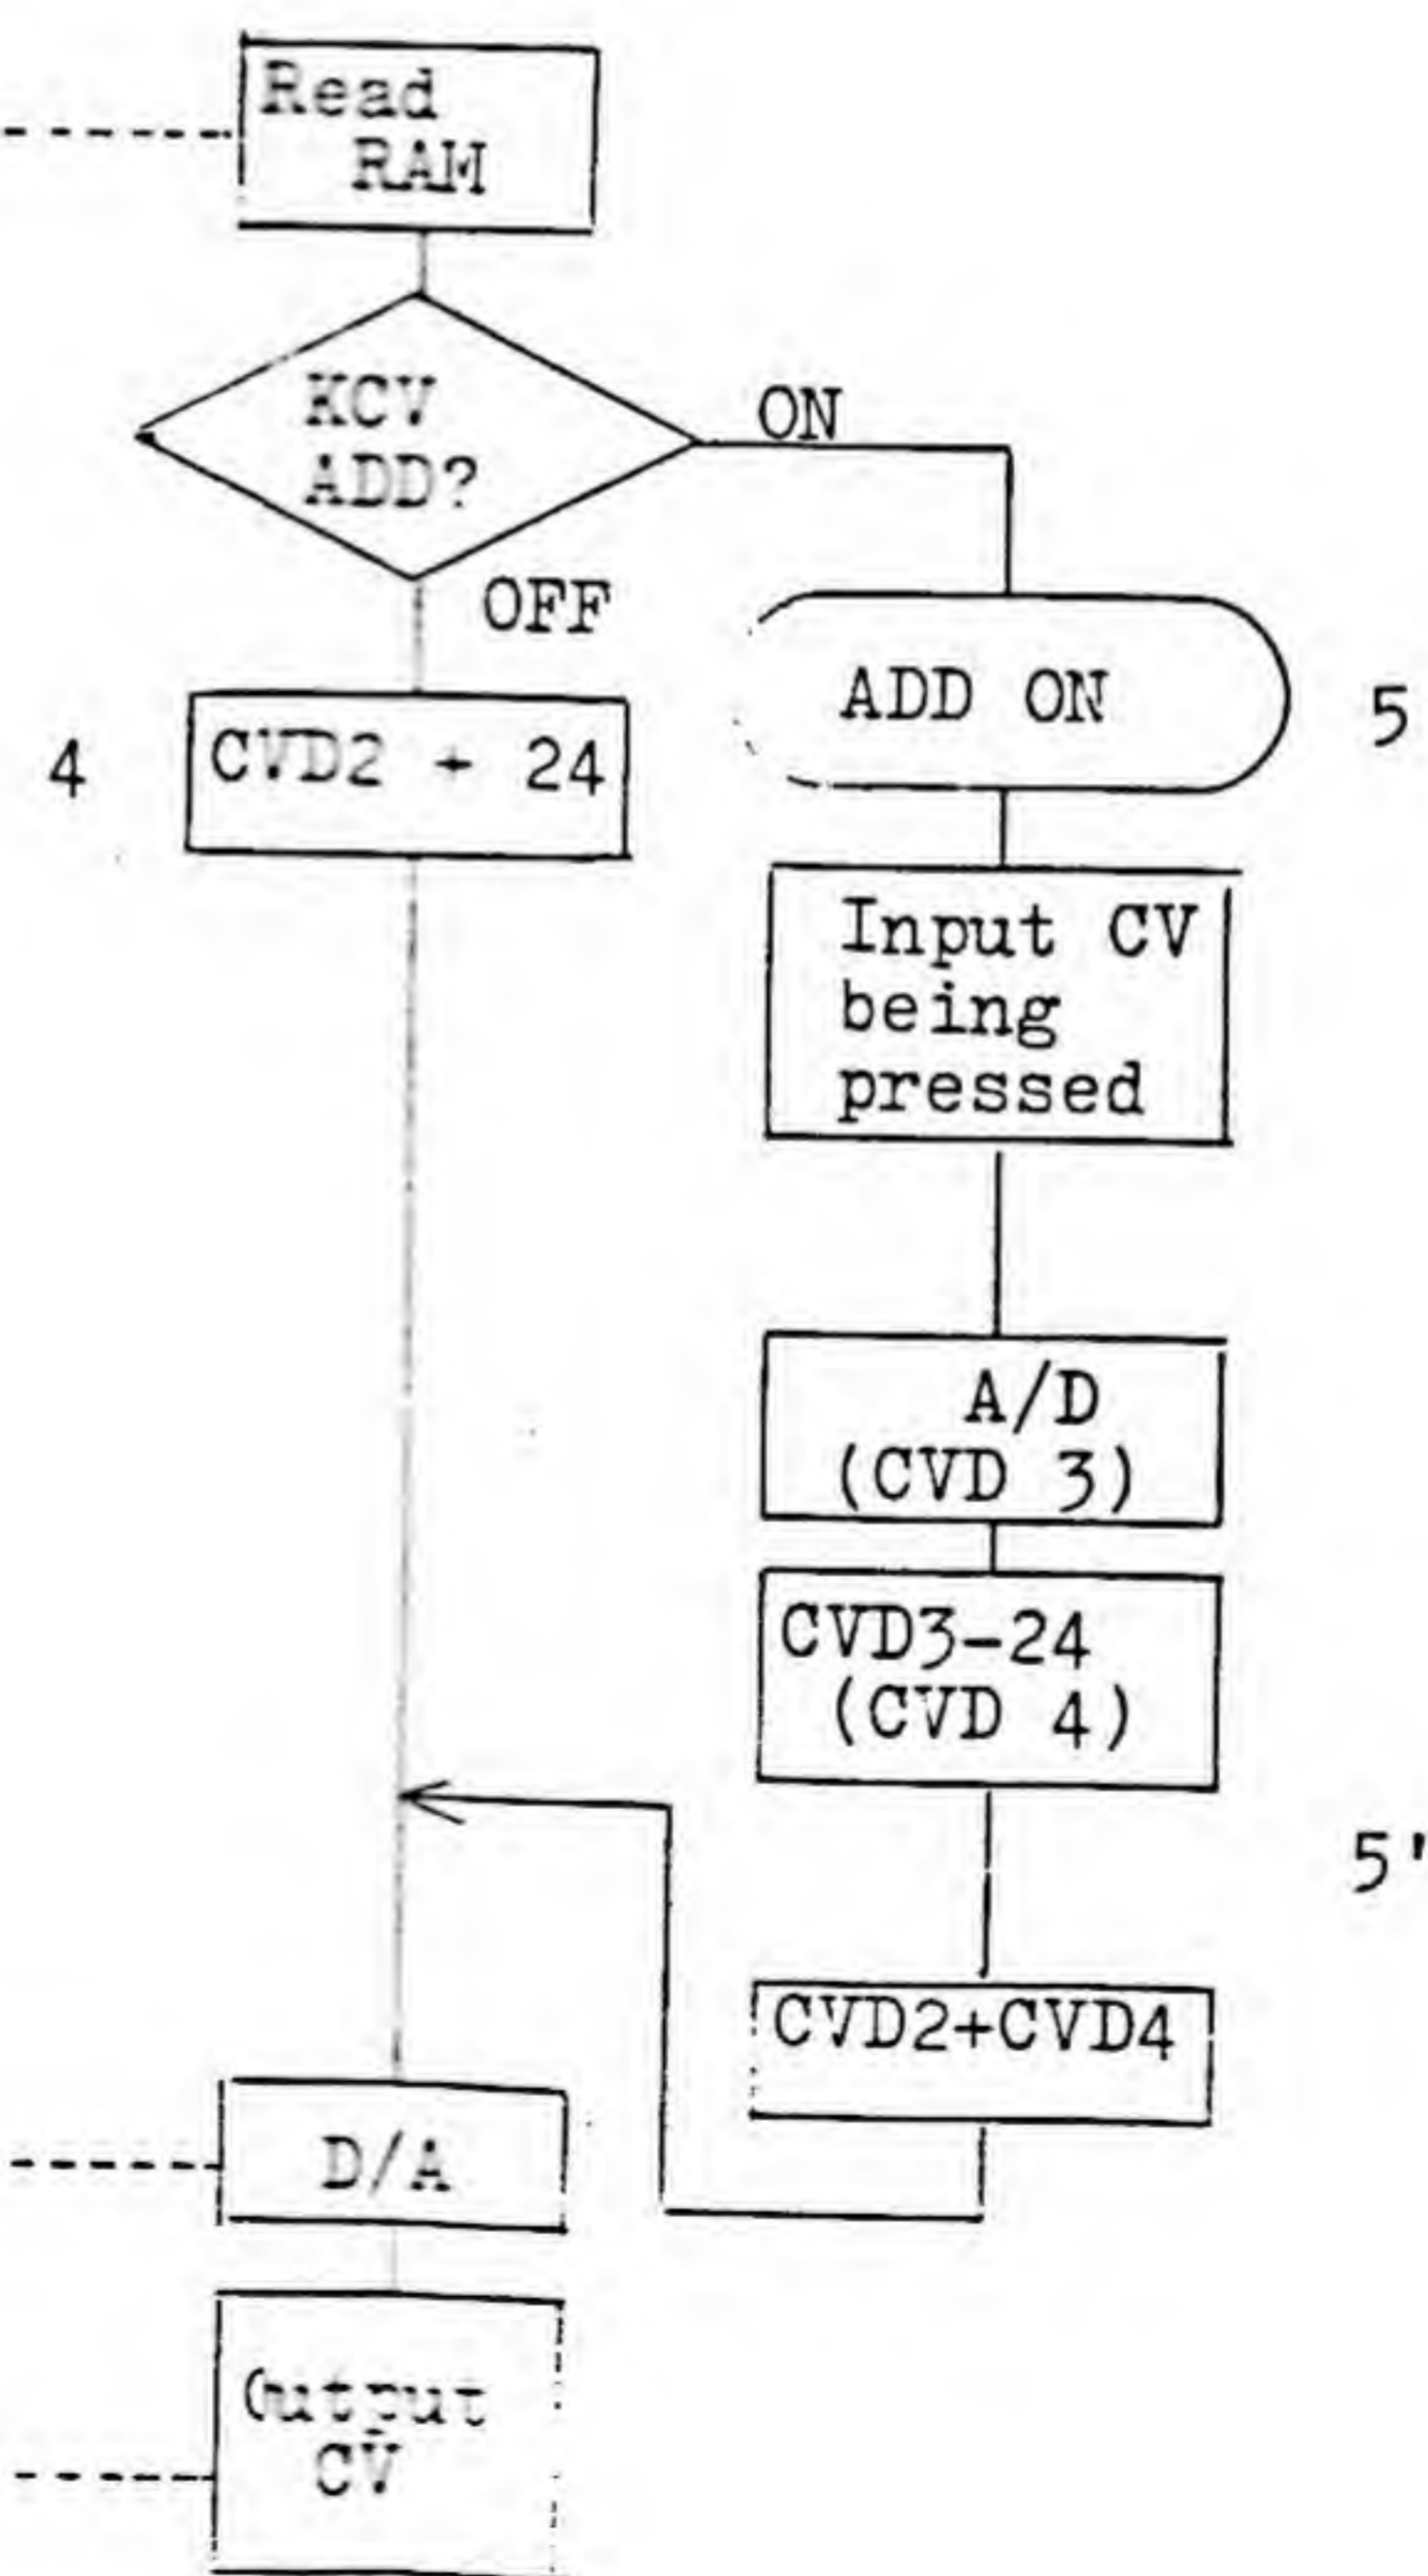 Read
RAM
KCV
ADD?
ON
OFF
ADD ON
5
4
CVD2 + 24
Input CV
being
pressed
A/D
(CVD 3)
CVD3-24
(CVD 4)
5'
CVD2+CVD4
D/A
Output
CV